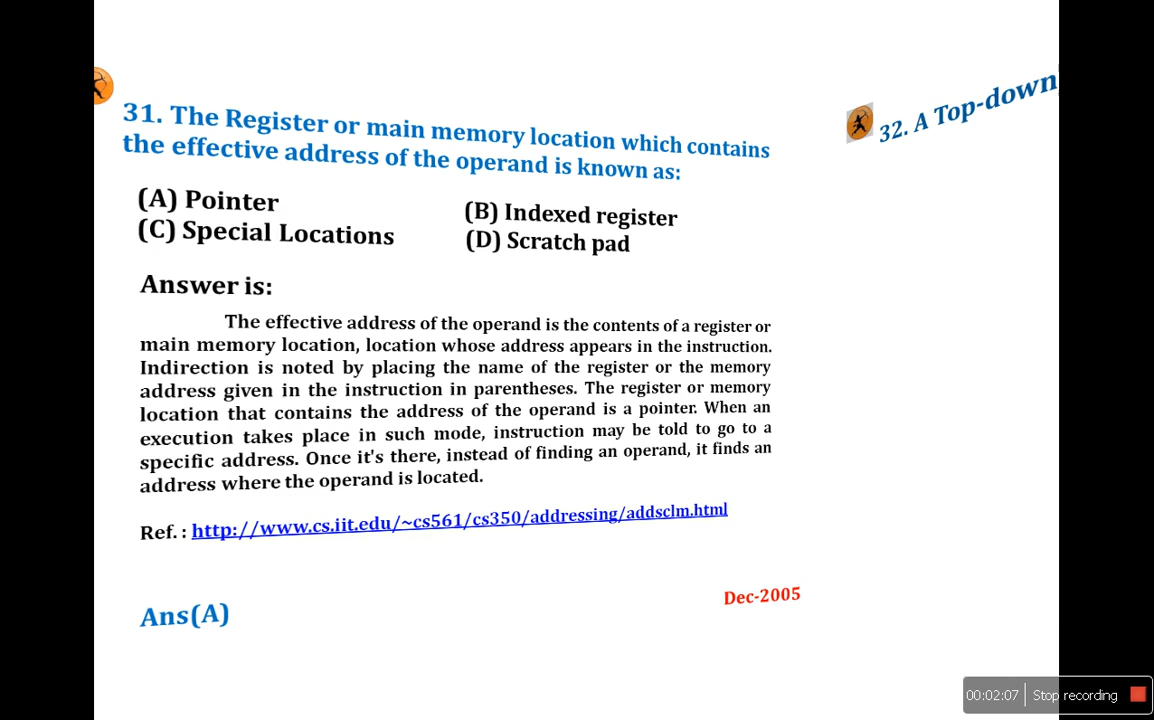 31. The Register or main memory location which contains
the effective address of the operand is known as:
(A) Pointer
(B) Indexed register
(C) Special Locations
(D) Scratch pad
Answer is:
The effective address of the operand is the contents of a register or
main memory location, location whose address appears in the instruction.
Indirection is noted by placing the name of the register or the memory
address given in the instruction in parentheses. The register or memory
location that contains the address of the operand is a pointer. When an
execution takes place in such mode, instruction may be told to go to a
specific address. Once it's there, instead of finding an operand, it finds an
address where the operand is located.
Ref. : http://www.cs.iit.edu/~cs561/cs350/addressing/addsclm.html
Dec-2005
Ans(A)
32. A Top-down
00:02:07 Stop recording